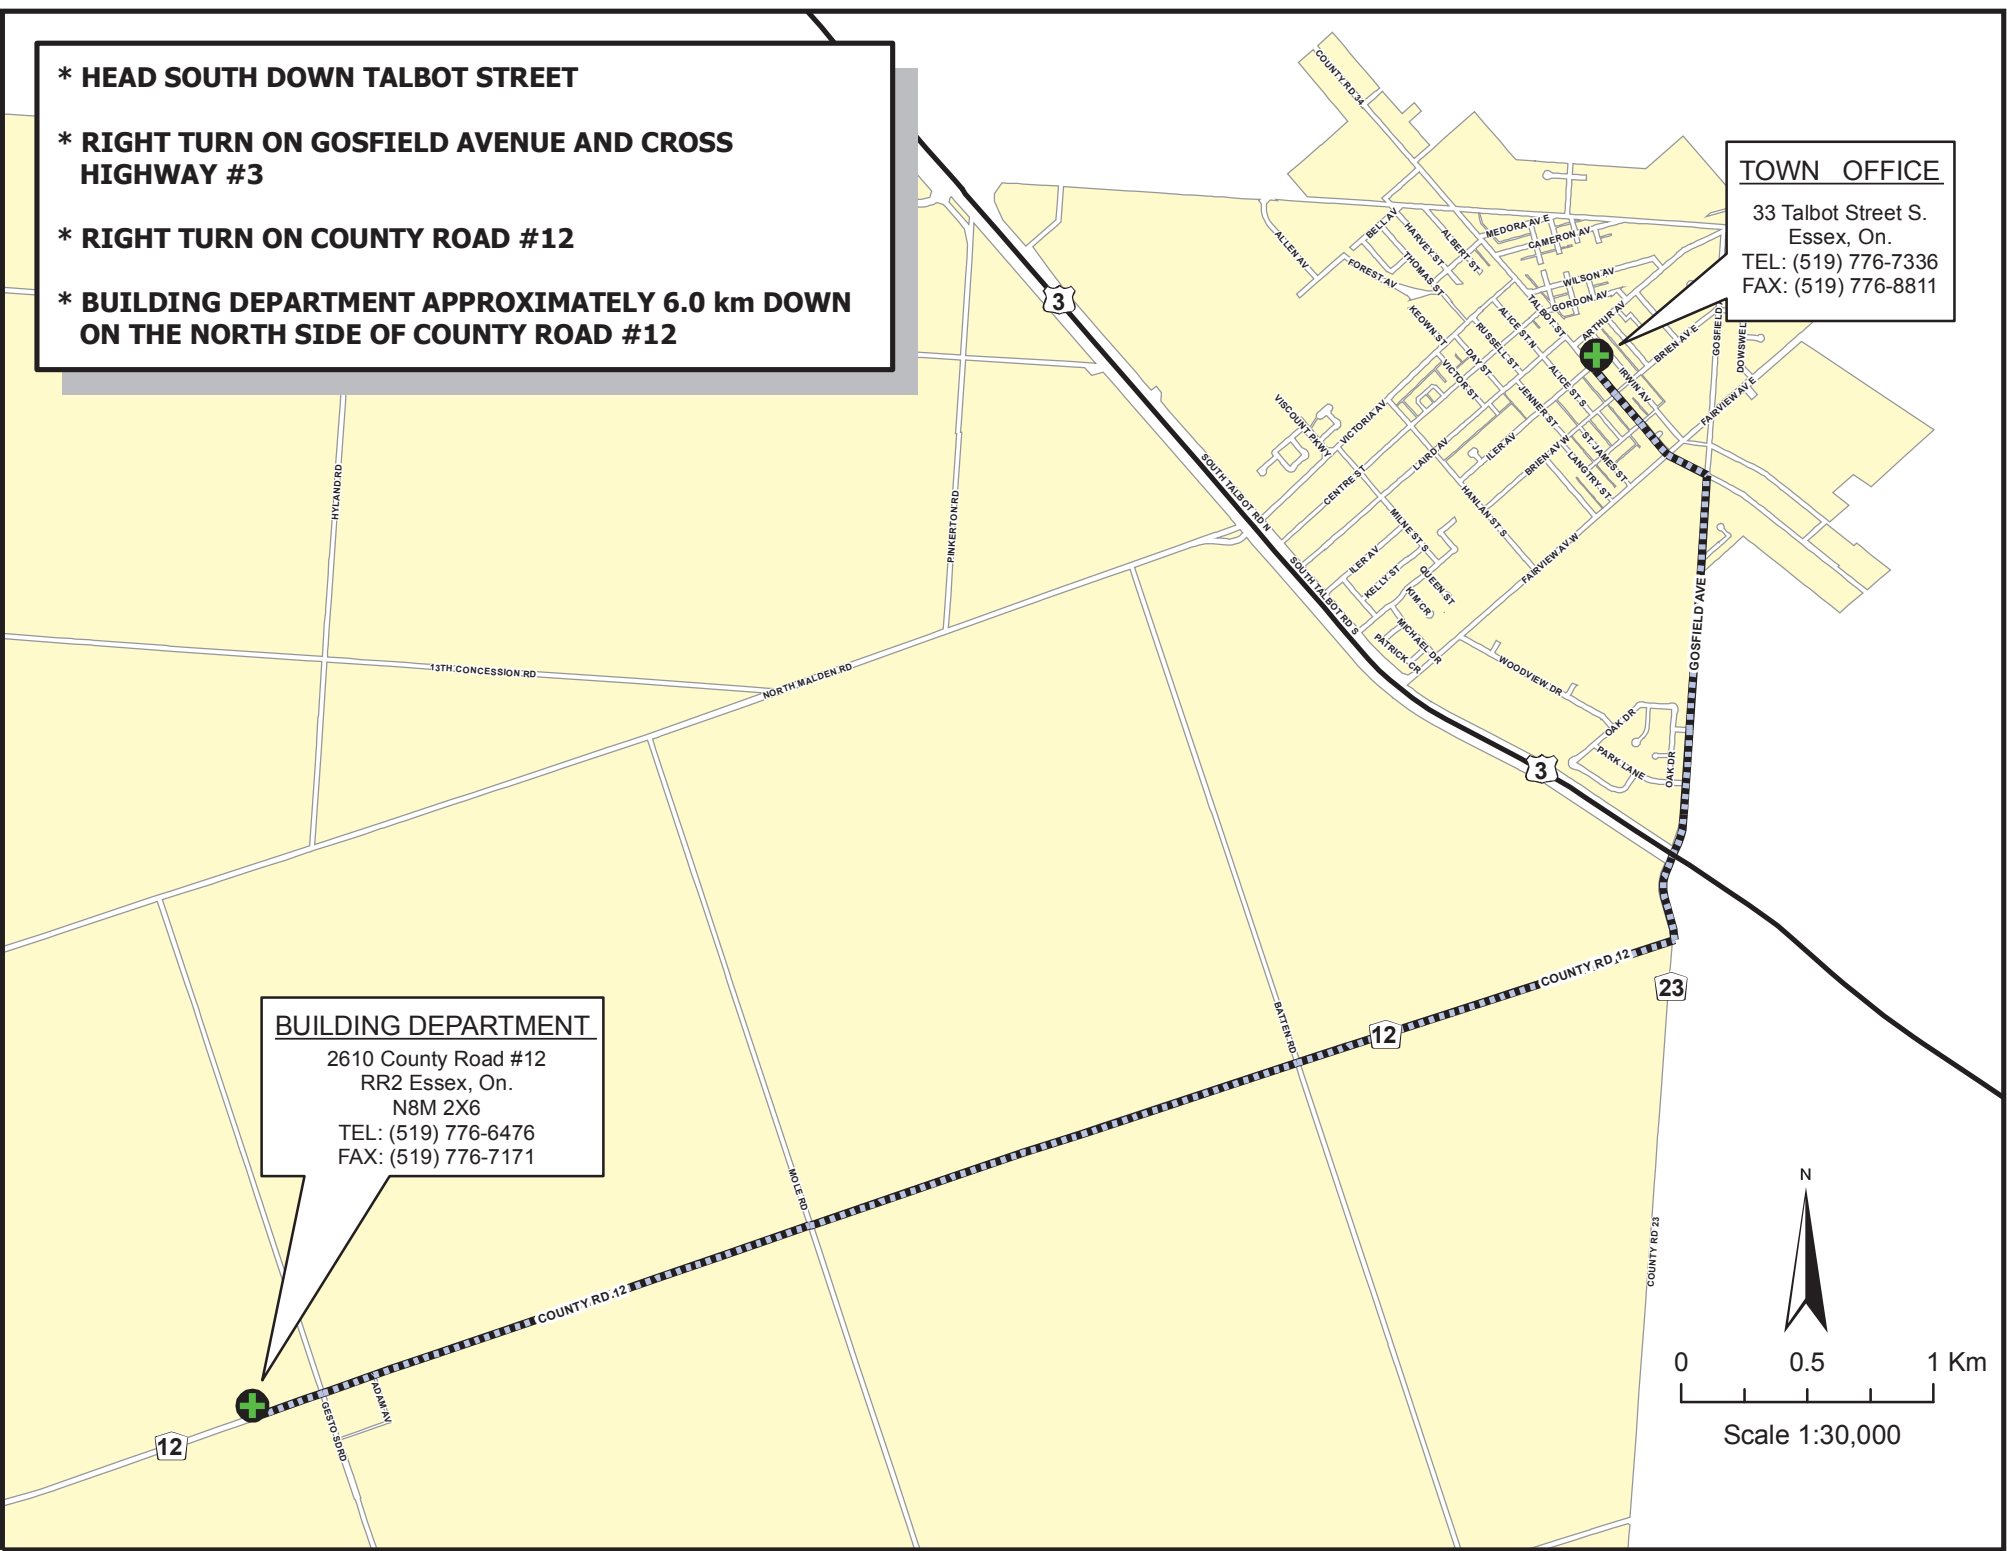 * HEAD SOUTH DOWN TALBOT STREET
* RIGHT TURN ON GOSFIELD AVENUE AND CROSS
HIGHWAY #3
* RIGHT TURN ON COUNTY ROAD #12
* BUILDING DEPARTMENT APPROXIMATELY 6.0 km DOWN
ON THE NORTH SIDE OF COUNTY ROAD #12
TOWN OFFICE
33 Talbot Street S.
Essex, On.
TEL: (519) 776-7336
FAX: (519) 776-8811
COUNTY RD 34
BELL AV
HARVEY ST
ALBERT ST
MEDORA AV E
CAMERON AV
ALLEN AV
THOMAS ST
FOREST AV
WILSON AV
GORDON AV
TALBOT ST
ARTHUR AV
KEOWN ST
ALICE ST N
RUSSELL ST
DAY ST
VICTOR ST
BRIEN AV E
GOSFIELD
DOWSWEL
ALICE ST S
IRWIN AV
JENNER ST
FAIRVIEW AV E
VISCOUNT PKWY
VICTORIA AV
LAIRD AV
ILER AV
BRIEN AV W
ST JAMES ST
LANGTRY ST
CENTRE ST
HANLAN ST S
MILNE ST S
FAIRVIEW AV W
ILER AV
KELLY ST
QUEEN ST
KIM CR
MICHAEL DR
PATRICK CR
SOUTH TALBOT RD N
SOUTH TALBOT RD S
WOODVIEW DR
OAK DR
PARK LANE
OAK DR
GOSFIELD AVE
3
3
HYLAND RD
PINKERTON RD
13TH CONCESSION RD
NORTH MALDEN RD
COUNTY RD 12
23
12
BATTEN RD
BUILDING DEPARTMENT
2610 County Road #12
RR2 Essex, On.
N8M 2X6
TEL: (519) 776-6476
FAX: (519) 776-7171
MOLE RD
COUNTY RD 23
COUNTY RD 12
ADAM AV
GESTO SDRD
12
N
0 0.5 1 Km
Scale 1:30,000